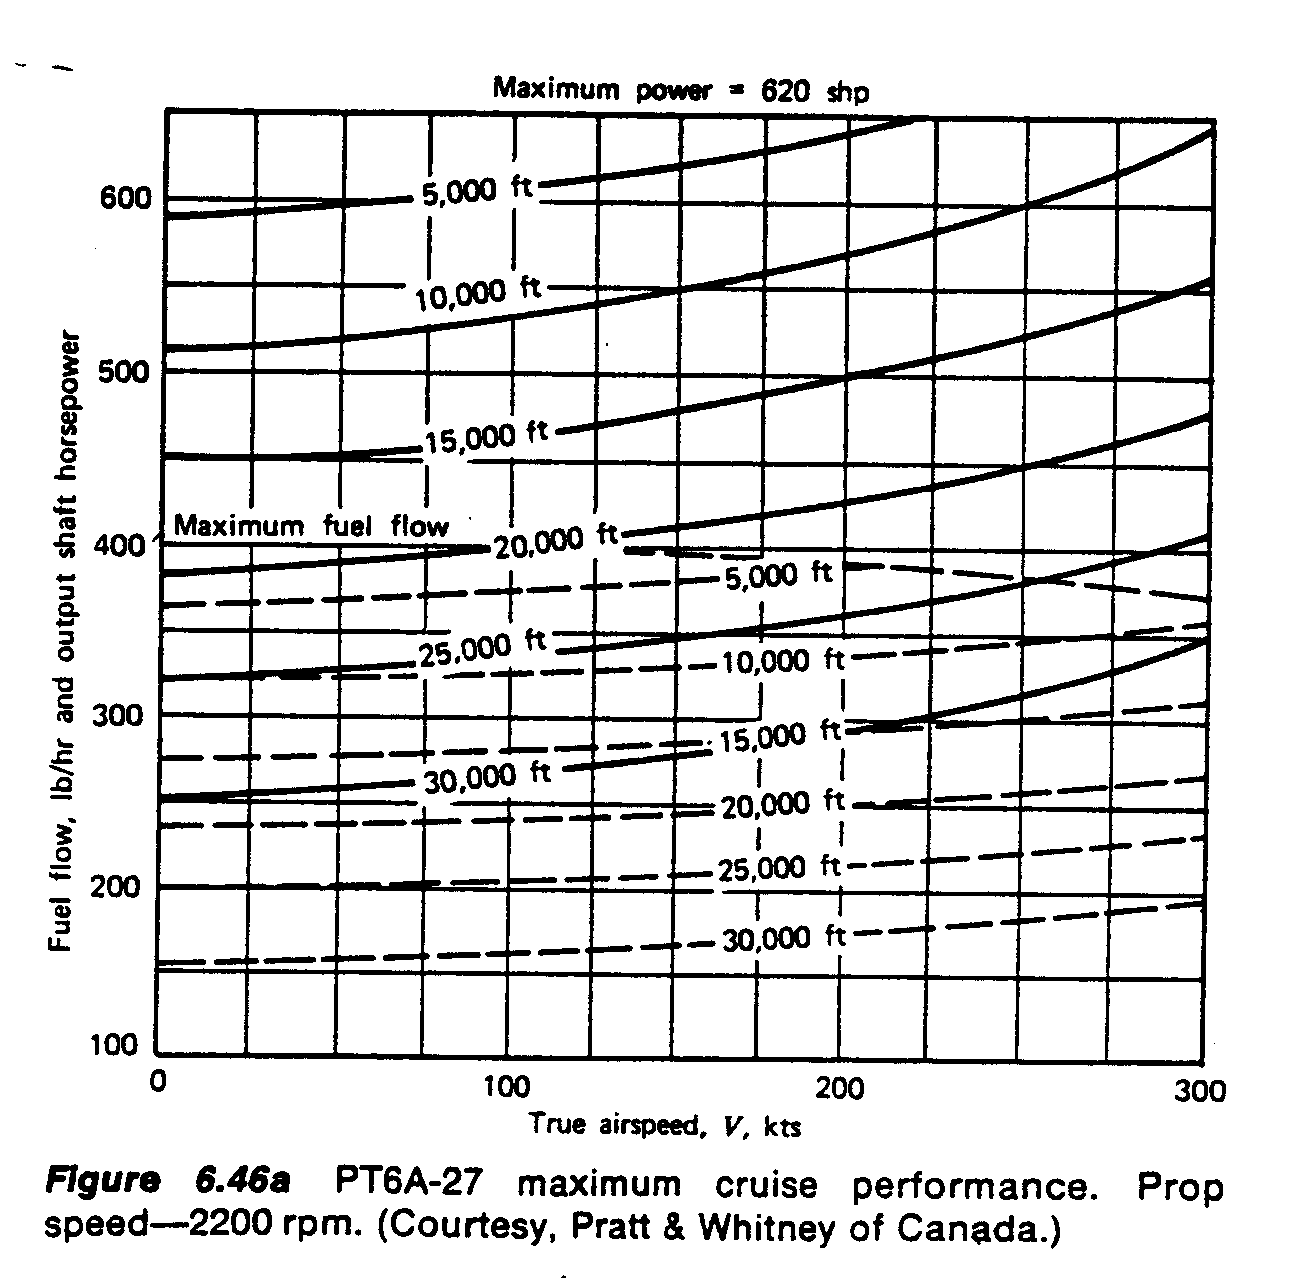 Maximum power = 620 shp
600
500
400
300
200
100
Fuel flow, lb/hr and output shaft horsepower
5,000 ft
10,000 ft
15,000 ft
Maximum fuel flow
20,000 ft
5,000 ft
25,000 ft
10,000 ft
15,000 ft
30,000 ft
20,000 ft
25,000 ft
30,000 ft
0 100 200 300
True airspeed, V, kts
Figure 6.46a PT6A-27 maximum cruise performance. Prop
speed—2200 rpm. (Courtesy, Pratt & Whitney of Canada.)